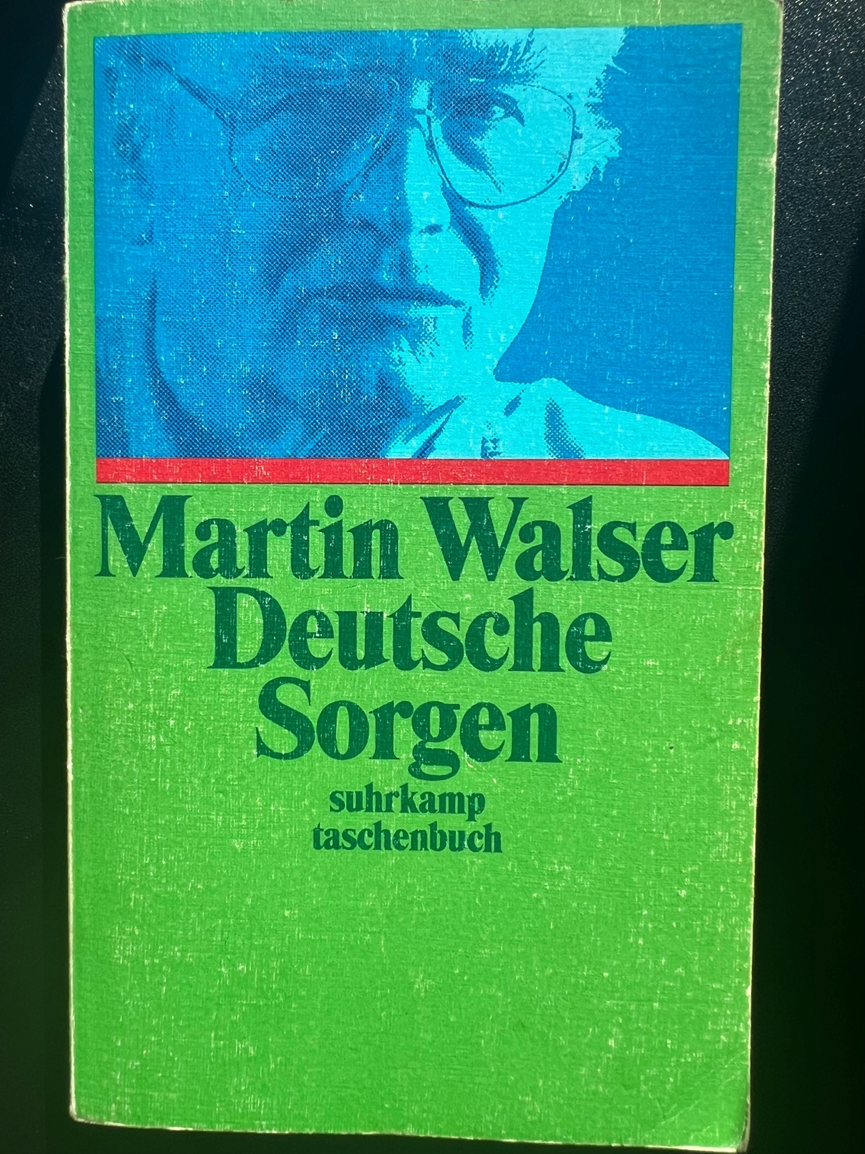 Martin Walser
Deutsche
Sorgen
suhrkamp
taschenbuch